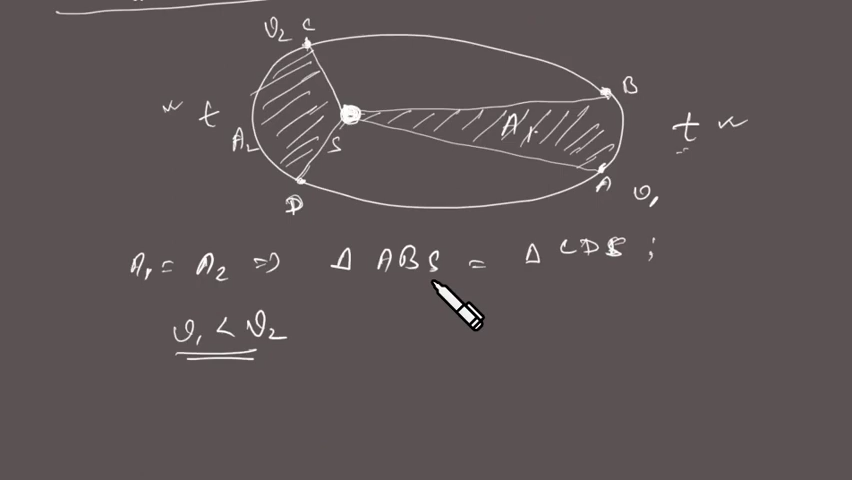 υ₂ C
B
t
A₁
t
A₂
S
A
υ₁
D
A₁ = A₂ ⇒ Δ ABS = Δ CDS ;
υ₁ < υ₂